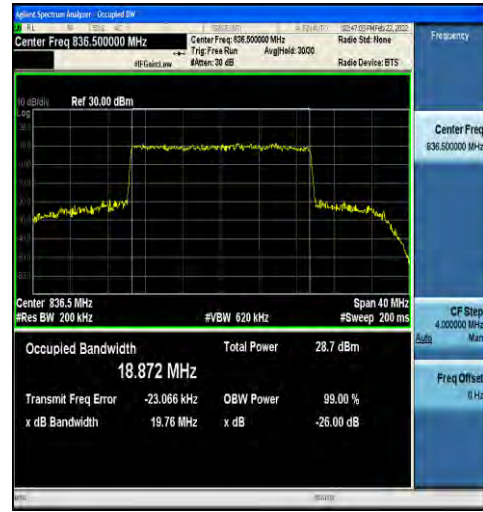 Agilent Spectrum Analyzer - Occupied BW
02:47:03 PM Feb 22, 2022
Center Freq 836.500000 MHz
Center Freq: 836.500000 MHz
Radio Std: None
Trig: Free Run
Avg|Hold: 30/30
#IFGain:Low
#Atten: 30 dB
Radio Device: BTS
Frequency
10 dB/div
Ref 30.00 dBm
Log
Center Freq
836.500000 MHz
Center 836.5 MHz
Span 40 MHz
#Res BW 200 kHz
#VBW 620 kHz
#Sweep 200 ms
CF Step
4.000000 MHz
Auto
Man
Occupied Bandwidth
Total Power
28.7 dBm
18.872 MHz
Transmit Freq Error
-23.066 kHz
OBW Power
99.00 %
x dB Bandwidth
19.76 MHz
x dB
-26.00 dB
Freq Offset
0 Hz